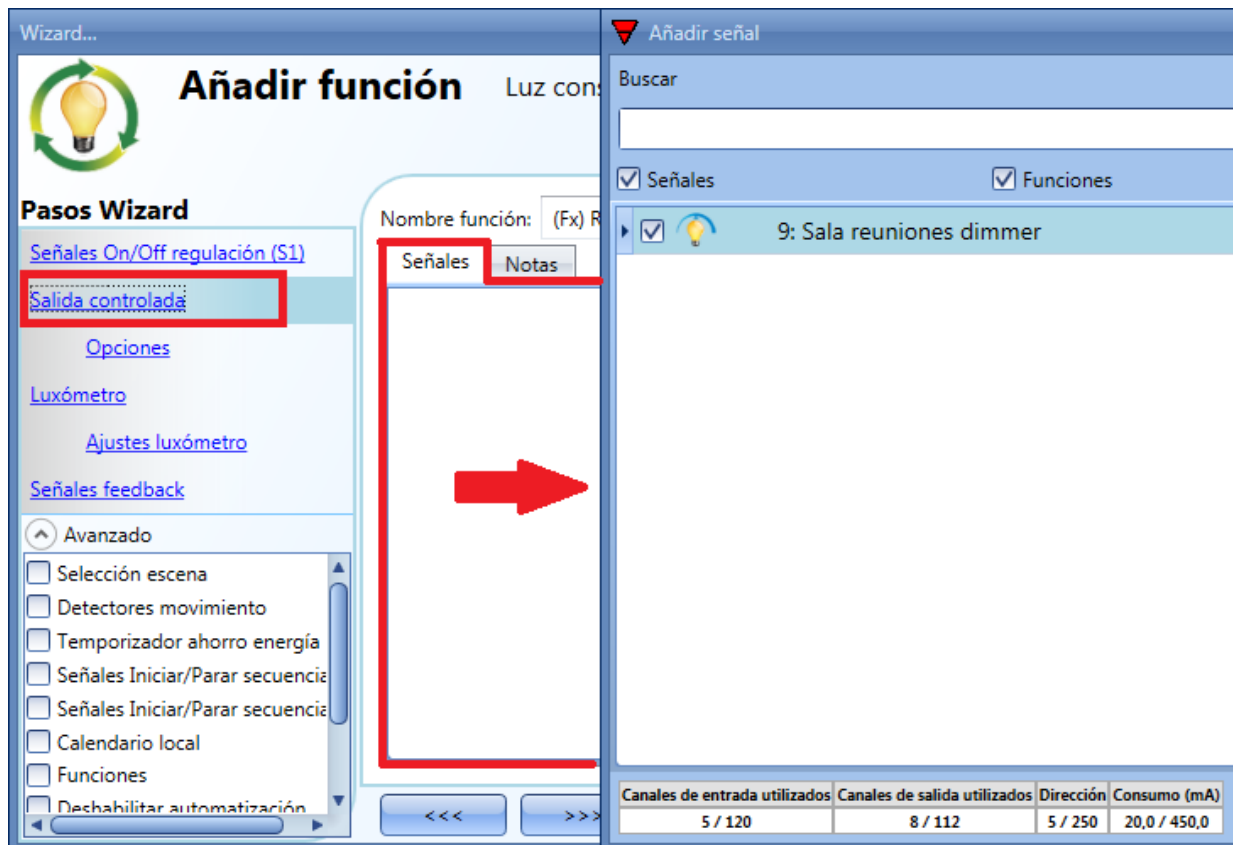 Wizard...
Añadir función
Luz cons
Pasos Wizard
Señales On/Off regulación (S1)
Salida controlada
Opciones
Luxómetro
Ajustes luxómetro
Señales feedback
Avanzado
Selección escena
Detectores movimiento
Temporizador ahorro energía
Señales Iniciar/Parar secuencia
Señales Iniciar/Parar secuencia
Calendario local
Funciones
Deshabilitar automatización
Nombre función: (Fx) R
Señales Notas
<<< >>>
Añadir señal
Buscar
Señales Funciones
9: Sala reuniones dimmer
Canales de entrada utilizados Canales de salida utilizados Dirección Consumo (mA)
5 / 120 8 / 112 5 / 250 20,0 / 450,0